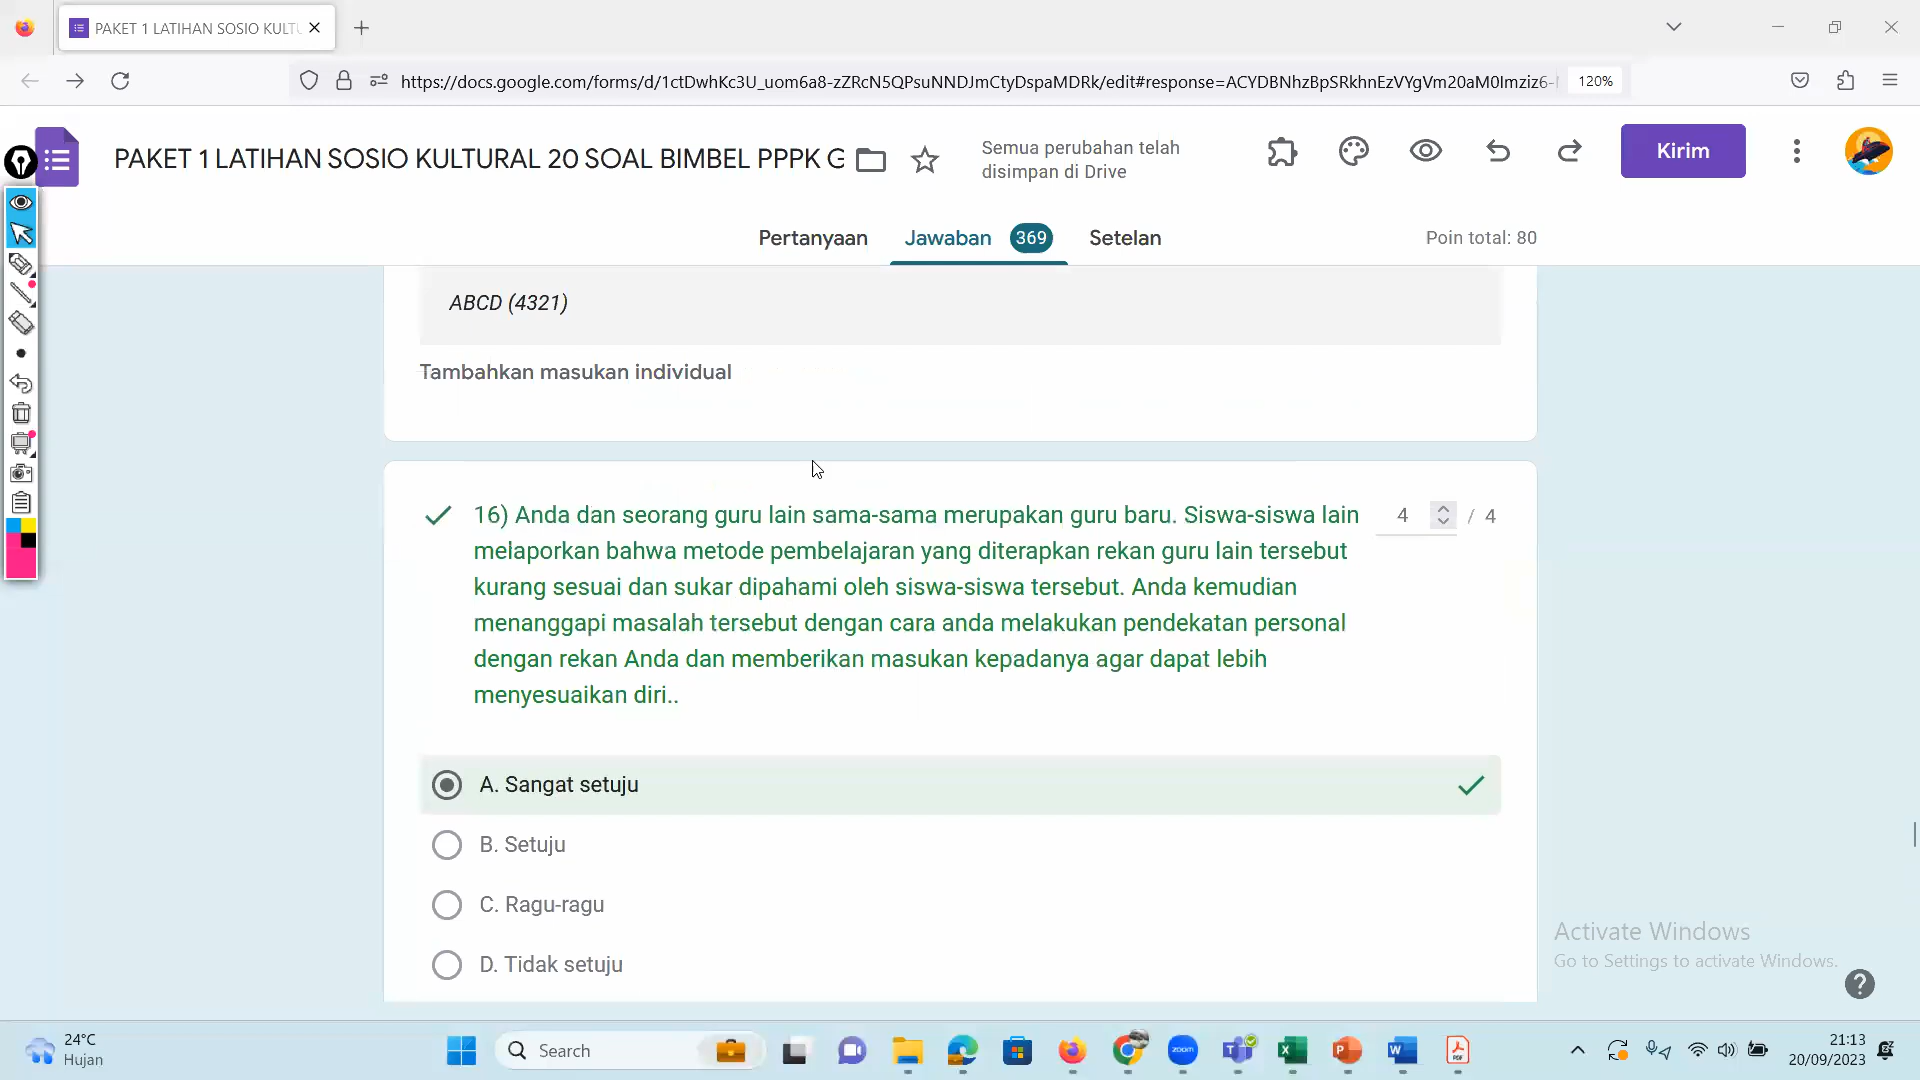 PAKET 1 LATIHAN SOSIO KULTU
https://docs.google.com/forms/d/1ctDwhKc3U_uom6a8-zZRcN5QPsuNNDJmCtyDspaMDRk/edit#response=ACYDBNhzBpSRkhnEzVYgVm20aM0Imziz6-
120%
PAKET 1 LATIHAN SOSIO KULTURAL 20 SOAL BIMBEL PPPK G
Semua perubahan telah
disimpan di Drive
Kirim
Pertanyaan
Jawaban 369
Setelan
Poin total: 80
ABCD (4321)
Tambahkan masukan individual
16) Anda dan seorang guru lain sama-sama merupakan guru baru. Siswa-siswa lain
melaporkan bahwa metode pembelajaran yang diterapkan rekan guru lain tersebut
kurang sesuai dan sukar dipahami oleh siswa-siswa tersebut. Anda kemudian
menanggapi masalah tersebut dengan cara anda melakukan pendekatan personal
dengan rekan Anda dan memberikan masukan kepadanya agar dapat lebih
menyesuaikan diri..
4 / 4
A. Sangat setuju
B. Setuju
C. Ragu-ragu
D. Tidak setuju
Activate Windows
Go to Settings to activate Windows.
24°C
Hujan
Search
zoom
21:13
20/09/2023